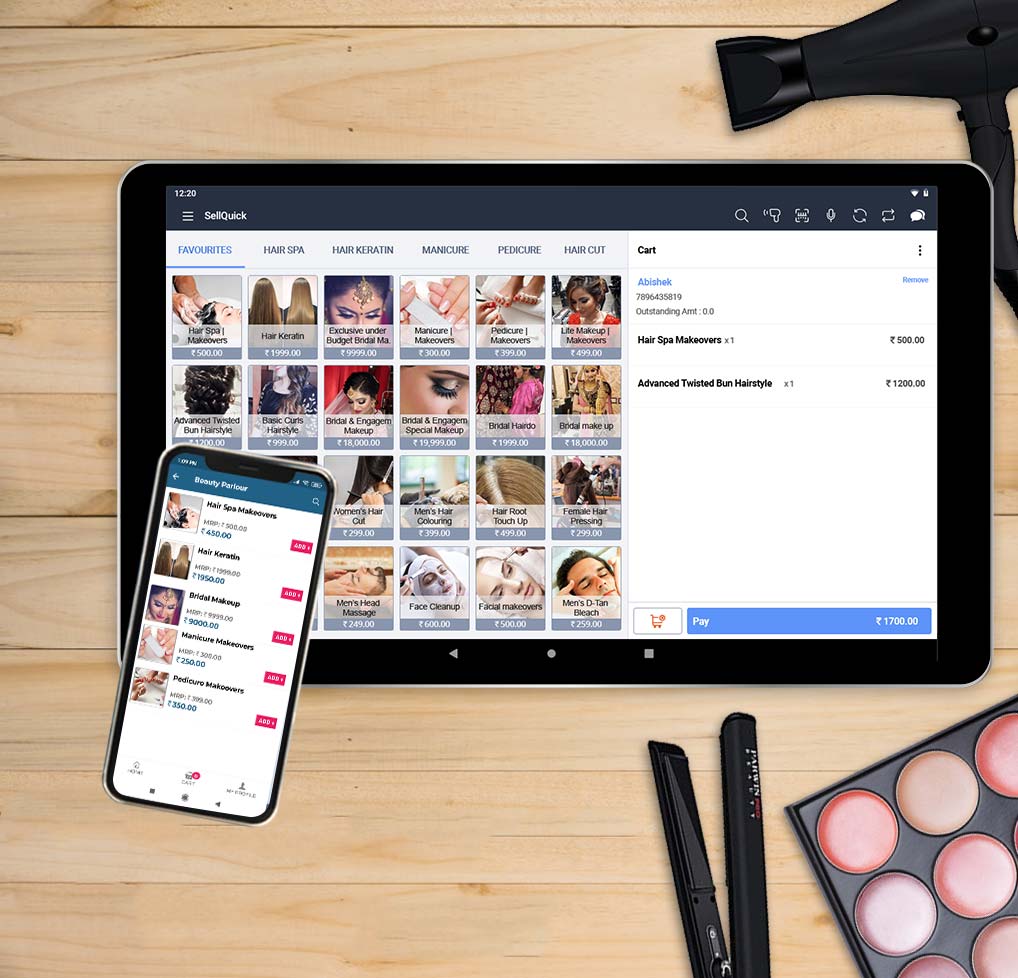 12:20
SellQuick
FAVOURITES
HAIR SPA
HAIR KERATIN
MANICURE
PEDICURE
HAIR CUT
Hair Spa |
Makeovers
₹ 500.00
Hair Keratin
₹ 1999.00
Exclusive under
Budget Bridal Ma.
₹ 9999.00
Manicure |
Makeovers
₹ 300.00
Pedicure |
Makeovers
₹ 399.00
Lite Makeup |
Makeovers
₹ 499.00
Advanced Twisted
Bun Hairstyle
₹ 1200.00
Basic Curls
Hairstyle
₹ 999.00
Bridal & Engagem
Makeup
₹ 18,000.00
Bridal & Engagem
Special Makeup
₹ 19,999.00
Bridal Hairdo
₹ 1999.00
Bridal make up
₹ 18,000.00
Women's Hair
Cut
₹ 299.00
Men's Hair
Colouring
₹ 399.00
Hair Root
Touch Up
₹ 499.00
Female Hair
Pressing
₹ 299.00
Men's Head
Massage
₹ 249.00
Face Cleanup
₹ 600.00
Facial makeovers
₹ 500.00
Men's D-Tan
Bleach
₹ 259.00
Cart
Abishek
Remove
7896435819
Outstanding Amt : 0.0
Hair Spa Makeovers x 1
₹ 500.00
Advanced Twisted Bun Hairstyle x 1
₹ 1200.00
Pay
₹ 1700.00
1:09 PM
Beauty Parlour
Hair Spa Makeovers
MRP: ₹ 500.00
₹ 450.00
ADD +
Hair Keratin
MRP: ₹ 1999.00
₹ 1950.00
ADD +
Bridal Makeup
MRP: ₹ 9999.00
₹ 9000.00
ADD +
Manicure Makeovers
MRP: ₹ 300.00
₹ 250.00
ADD +
Pedicure Makeovers
MRP: ₹ 399.00
₹ 350.00
ADD +
HOME
CART
MY PROFILE